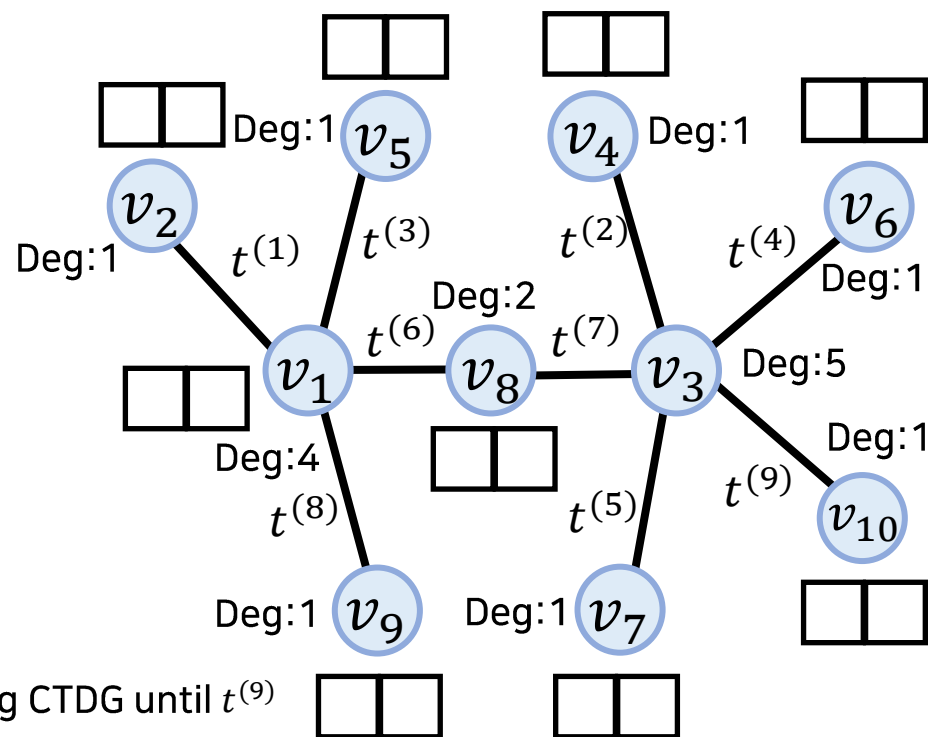 Deg:1
v₅
v₄
Deg:1
v₂
Deg:1
t⁽¹⁾
t⁽³⁾
t⁽²⁾
t⁽⁴⁾
v₆
Deg:1
Deg:2
t⁽⁶⁾
t⁽⁷⁾
v₁
v₈
v₃
Deg:5
Deg:4
Deg:1
t⁽⁸⁾
t⁽⁵⁾
t⁽⁹⁾
v₁₀
Deg:1
v₉
Deg:1
v₇
g CTDG until t⁽⁹⁾